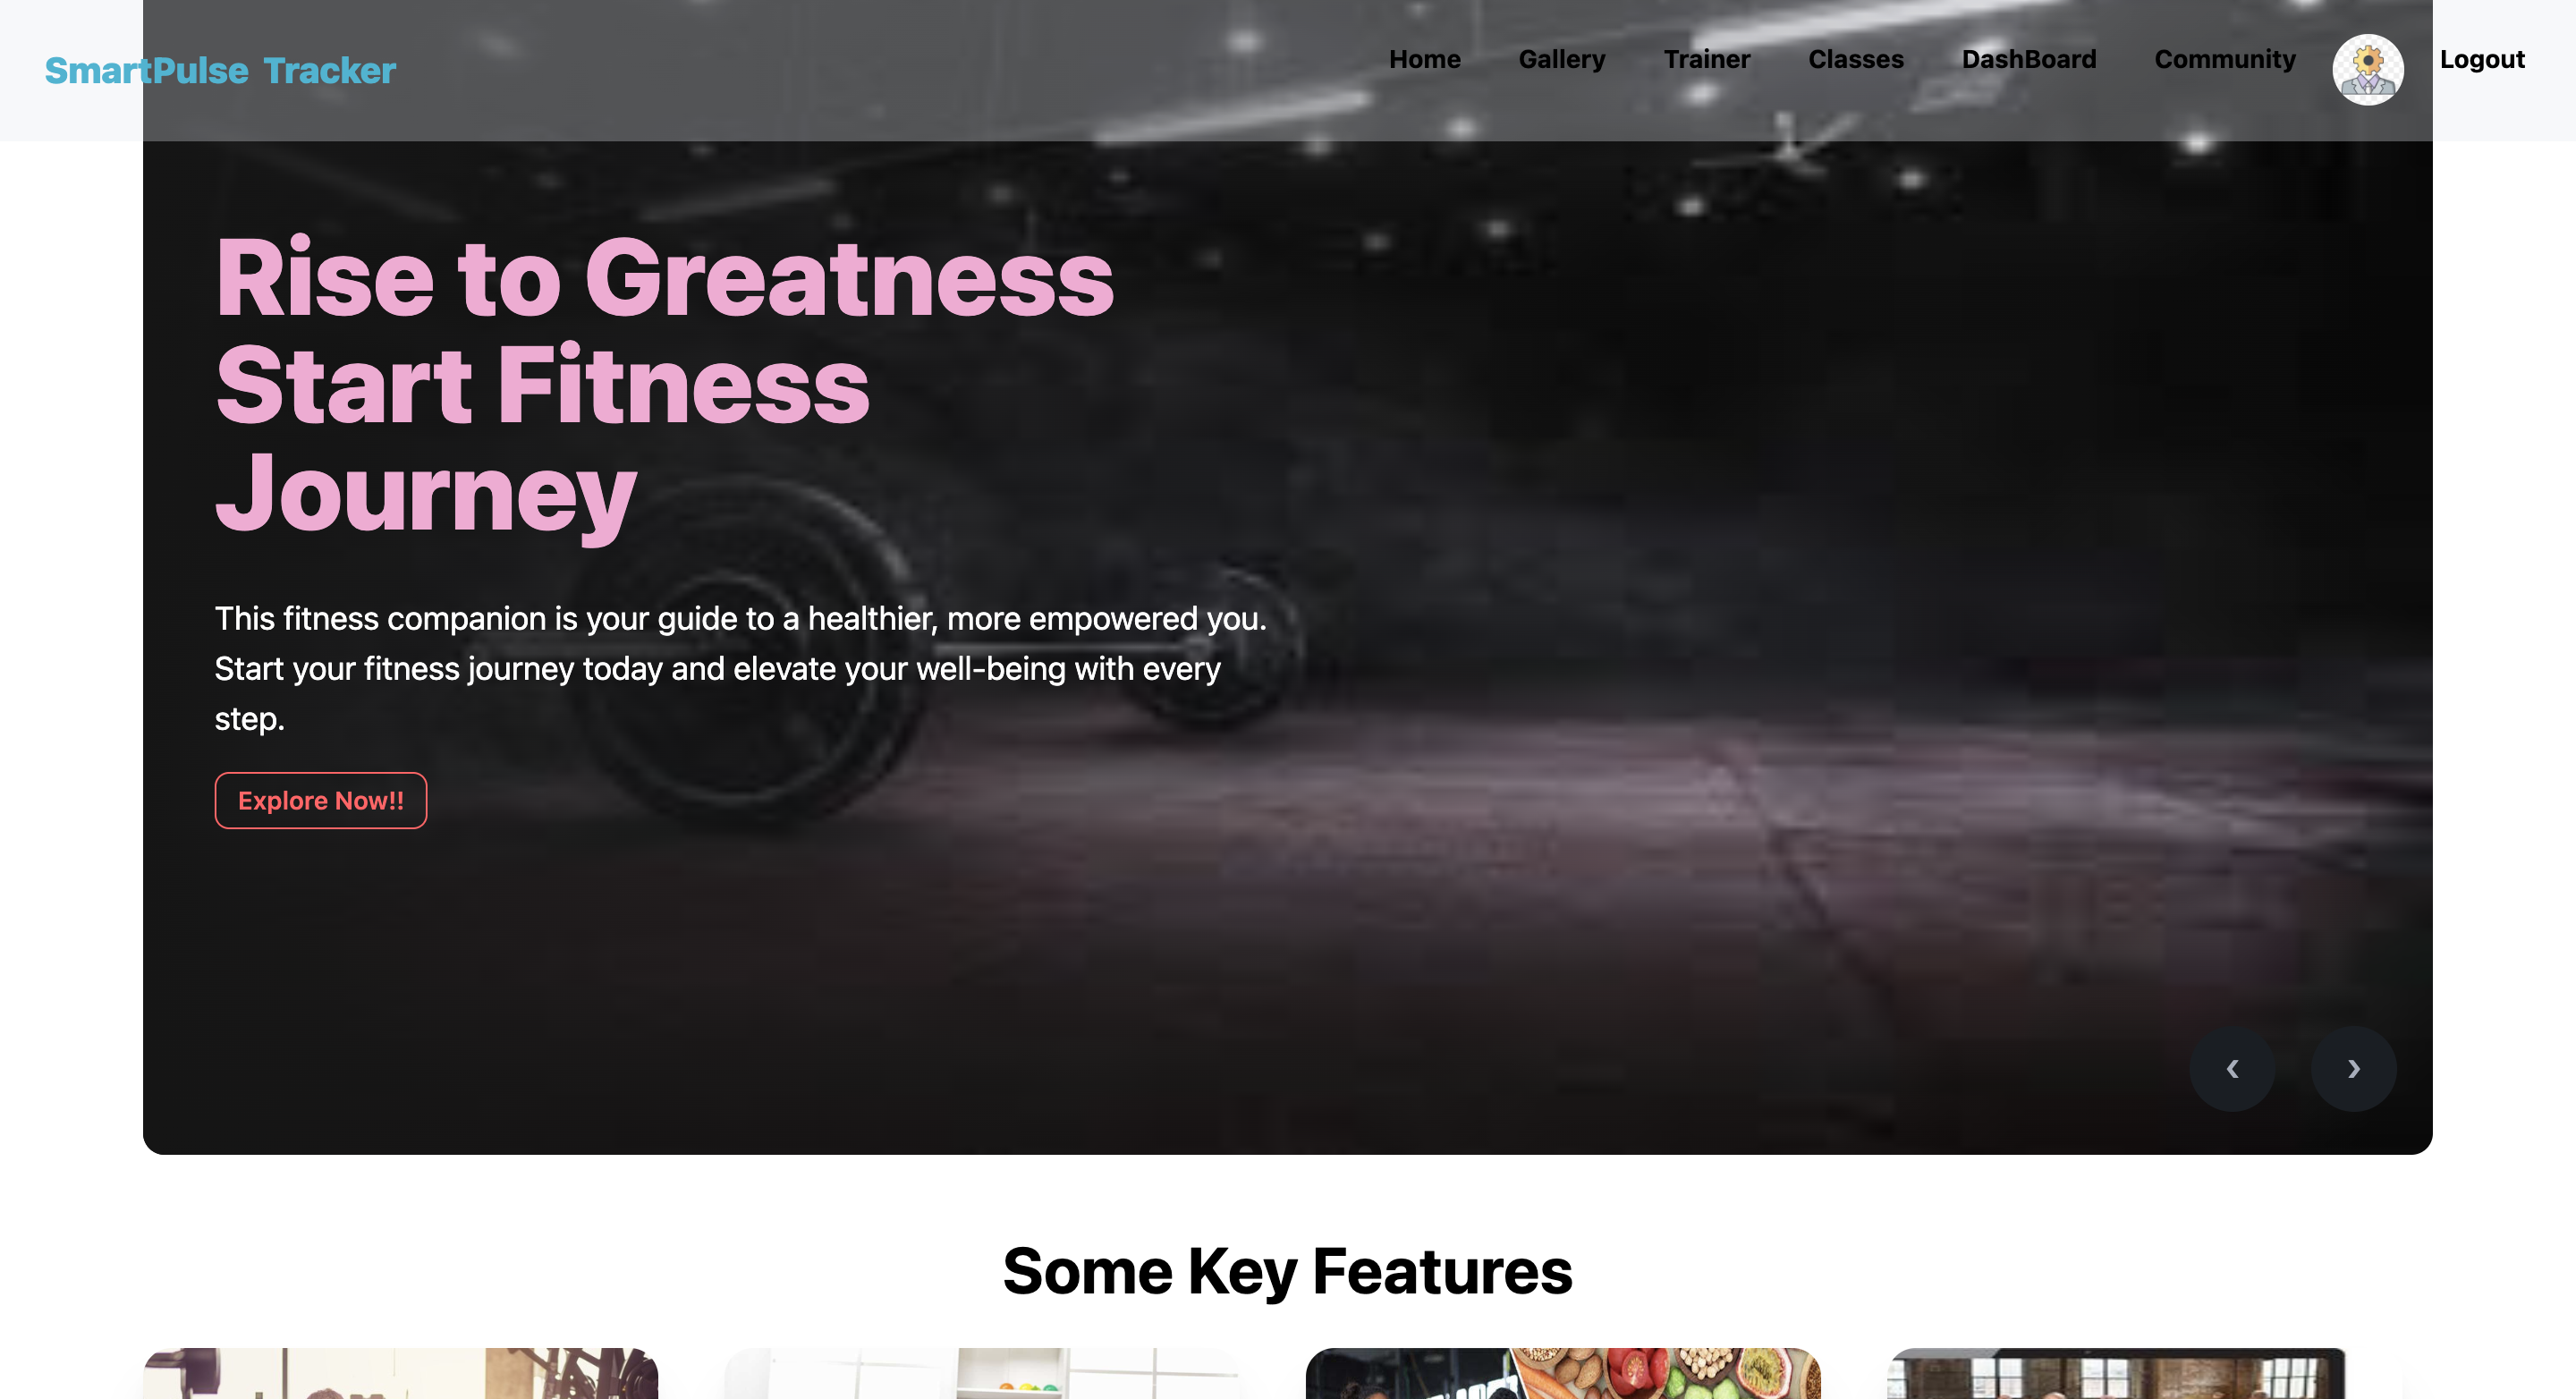 SmartPulse Tracker
Home Gallery Trainer Classes DashBoard Community Logout
Rise to Greatness
Start Fitness
Journey
This fitness companion is your guide to a healthier, more empowered you.
Start your fitness journey today and elevate your well-being with every
step.
Explore Now!!
‹ ›
Some Key Features